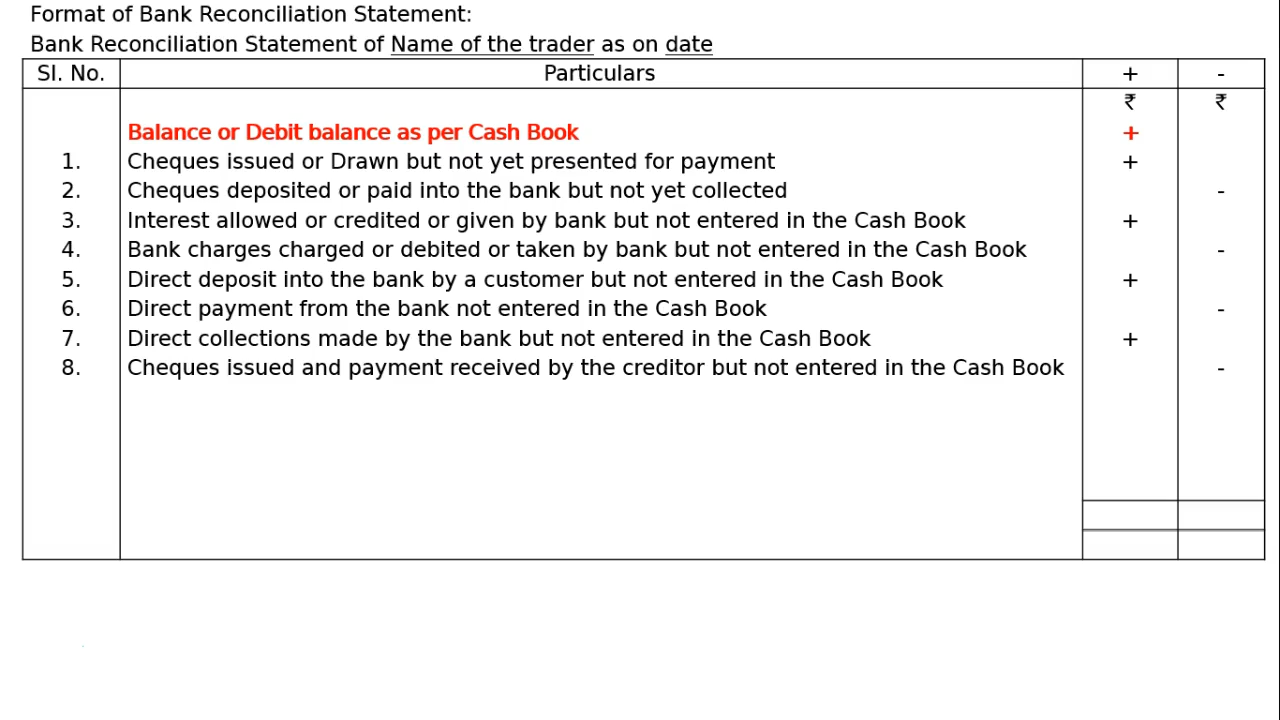 Format of Bank Reconciliation Statement:
Bank Reconciliation Statement of Name of the trader as on date
Sl. No. Particulars + -
₹ ₹
Balance or Debit balance as per Cash Book +
1. Cheques issued or Drawn but not yet presented for payment +
2. Cheques deposited or paid into the bank but not yet collected -
3. Interest allowed or credited or given by bank but not entered in the Cash Book +
4. Bank charges charged or debited or taken by bank but not entered in the Cash Book -
5. Direct deposit into the bank by a customer but not entered in the Cash Book +
6. Direct payment from the bank not entered in the Cash Book -
7. Direct collections made by the bank but not entered in the Cash Book +
8. Cheques issued and payment received by the creditor but not entered in the Cash Book -